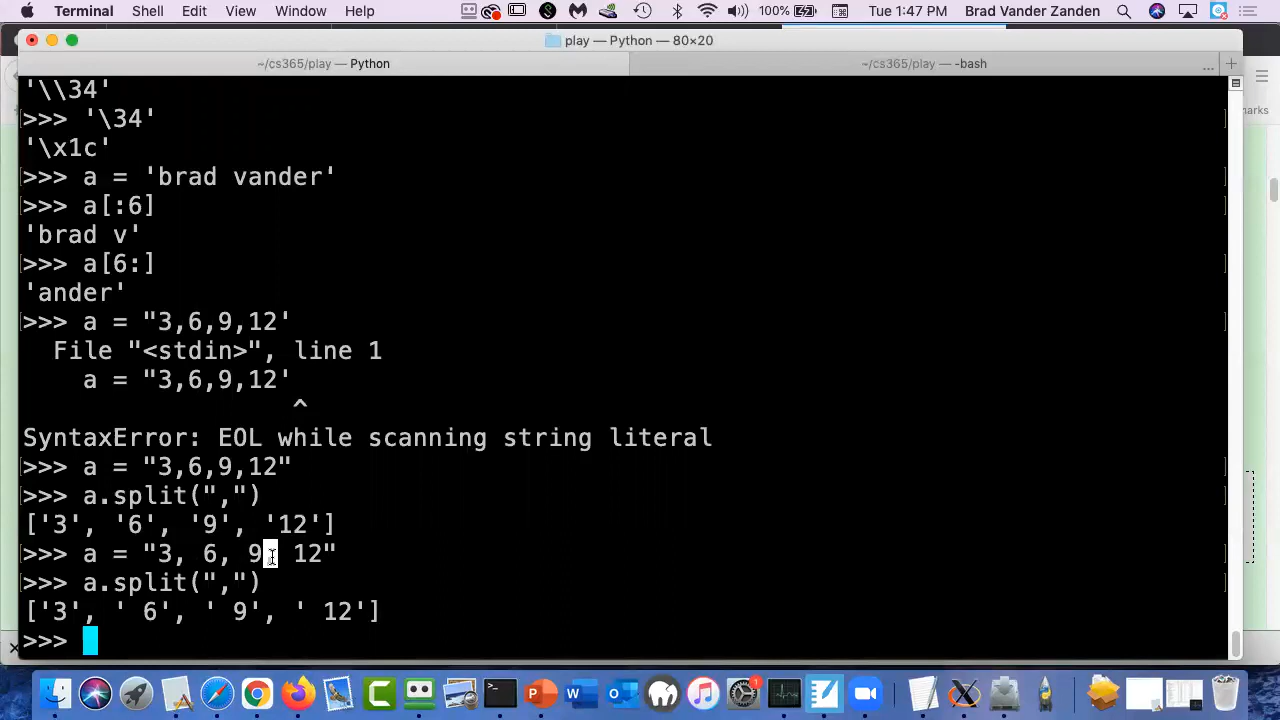 Terminal Shell Edit View Window Help 100% Tue 1:47 PM Brad Vander Zanden
play — Python — 80×20
~/cs365/play — Python ~/cs365/play — -bash ...
'\\34'
>>> '\34'
'\x1c'
>>> a = 'brad vander'
>>> a[:6]
'brad v'
>>> a[6:]
'ander'
>>> a = "3,6,9,12'
File "<stdin>", line 1
a = "3,6,9,12'
^
SyntaxError: EOL while scanning string literal
>>> a = "3,6,9,12"
>>> a.split(",")
['3', '6', '9', '12']
>>> a = "3, 6, 9, 12"
>>> a.split(",")
['3', ' 6', ' 9', ' 12']
>>>
arks